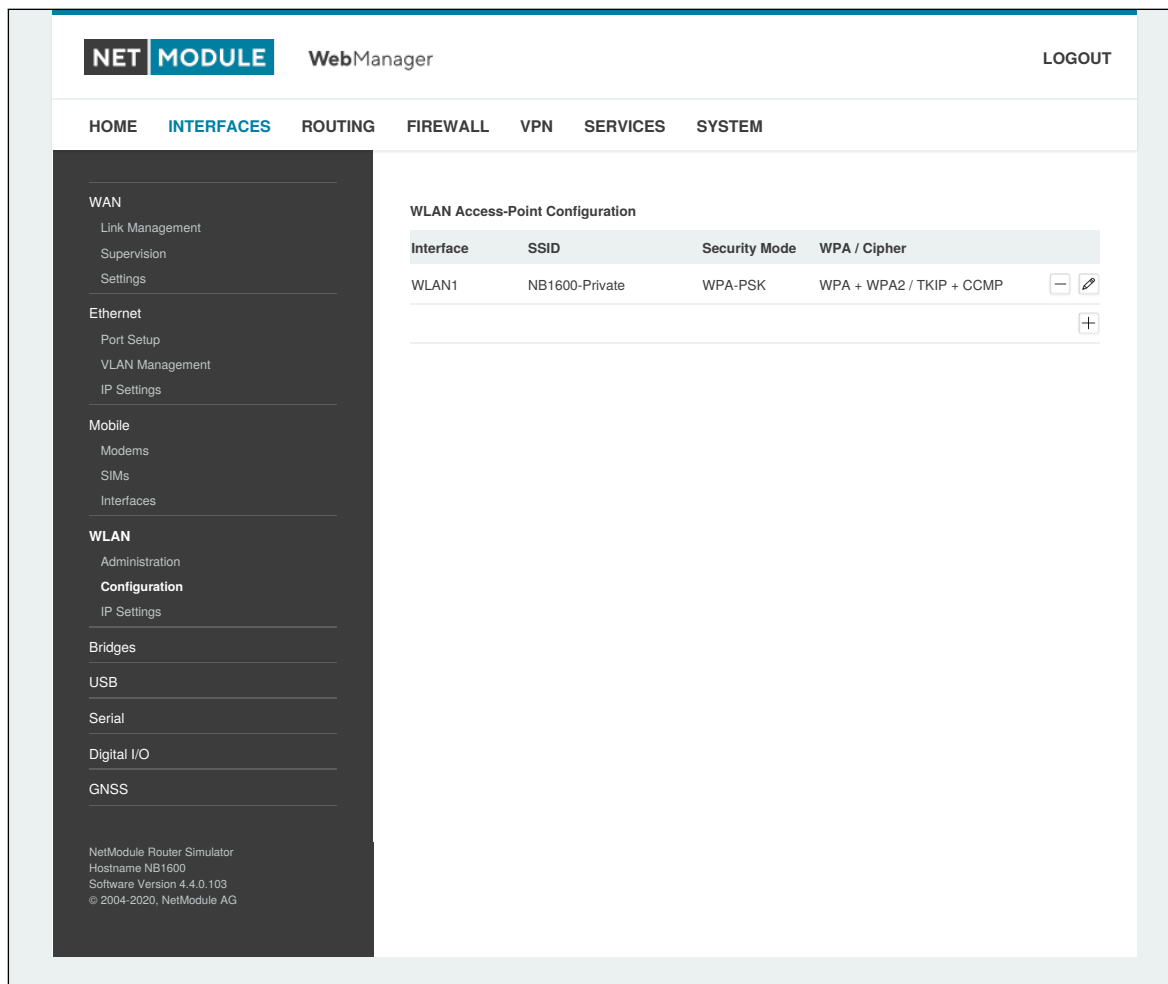 NET MODULE WebManager LOGOUT
HOME INTERFACES ROUTING FIREWALL VPN SERVICES SYSTEM
WAN
Link Management
Supervision
Settings
Ethernet
Port Setup
VLAN Management
IP Settings
Mobile
Modems
SIMs
Interfaces
WLAN
Administration
Configuration
IP Settings
Bridges
USB
Serial
Digital I/O
GNSS
NetModule Router Simulator
Hostname NB1600
Software Version 4.4.0.103
© 2004-2020, NetModule AG
WLAN Access-Point Configuration
Interface SSID Security Mode WPA / Cipher
WLAN1 NB1600-Private WPA-PSK WPA + WPA2 / TKIP + CCMP